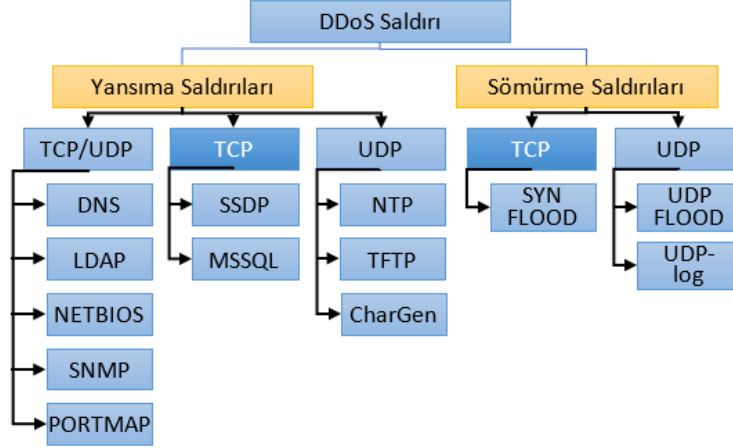 DDoS Saldırı
Yansıma Saldırıları
Sömürme Saldırıları
TCP/UDP
TCP
UDP
TCP
UDP
DNS
LDAP
NETBIOS
SNMP
PORTMAP
SSDP
MSSQL
NTP
TFTP
CharGen
SYN
FLOOD
UDP
FLOOD
UDP-
log